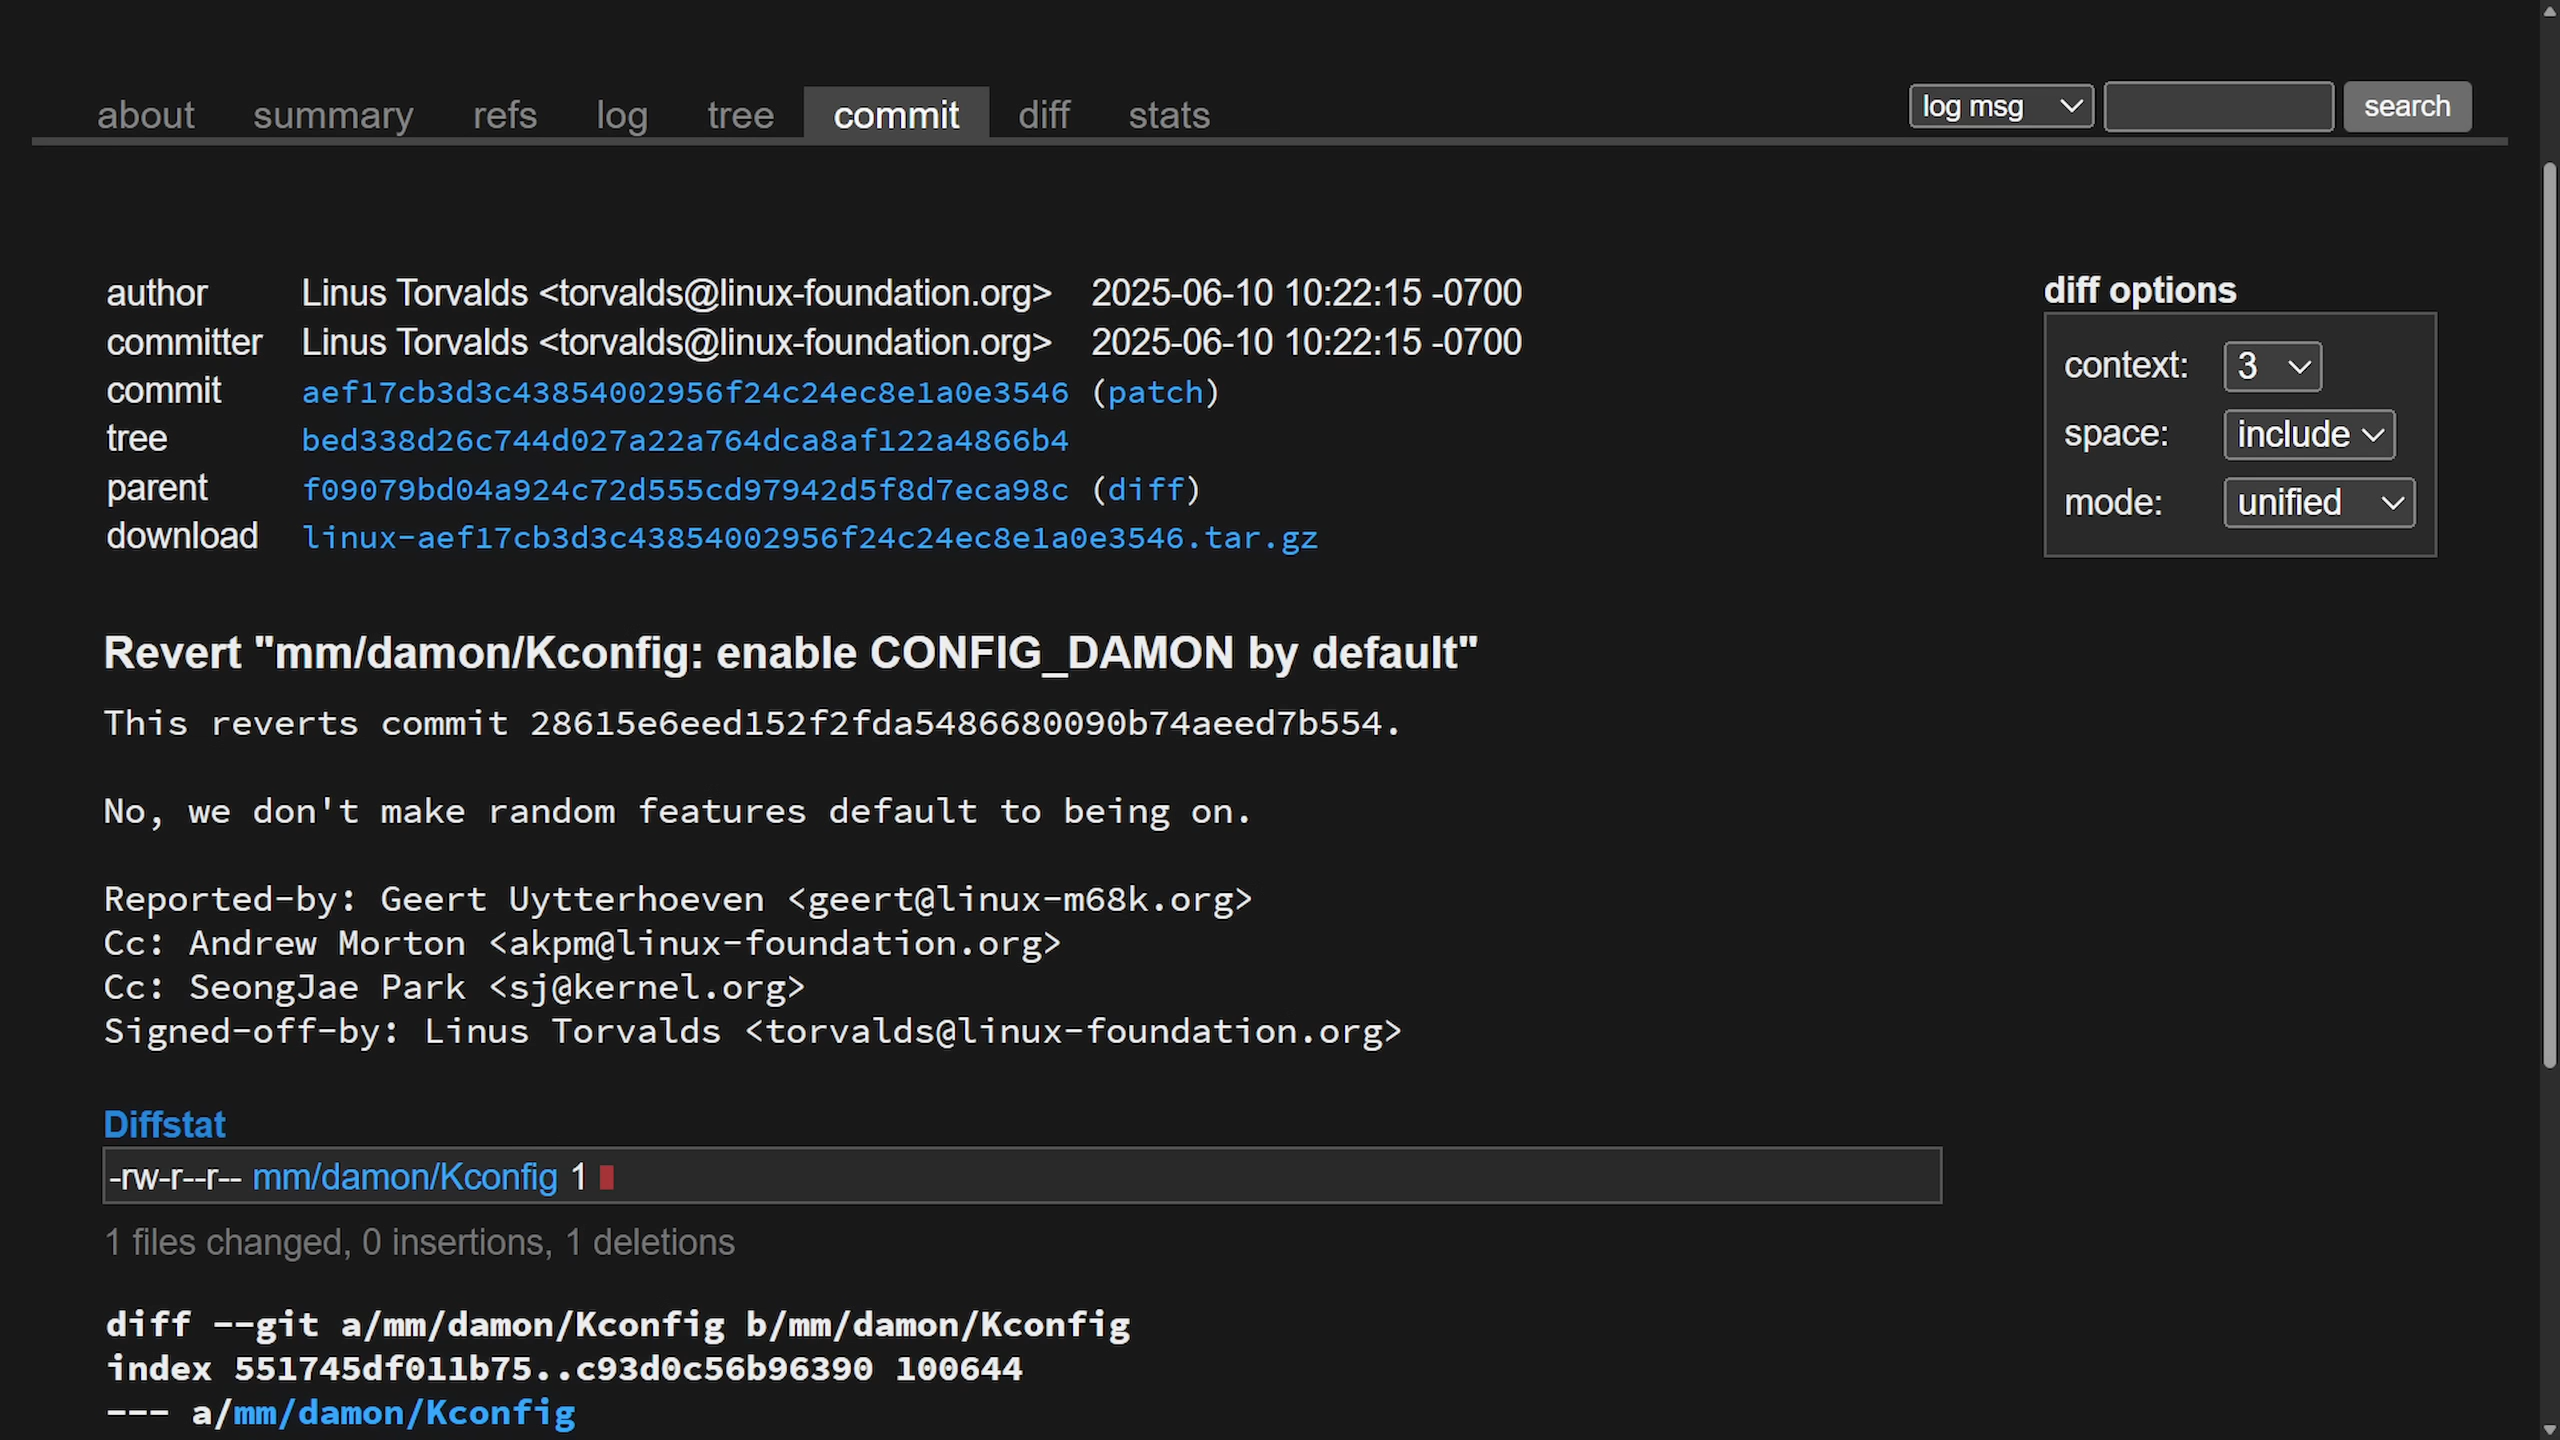 about summary refs log tree commit diff stats log msg search
author Linus Torvalds <torvalds@linux-foundation.org> 2025-06-10 10:22:15 -0700
committer Linus Torvalds <torvalds@linux-foundation.org> 2025-06-10 10:22:15 -0700
commit aef17cb3d3c43854002956f24c24ec8e1a0e3546 (patch)
tree bed338d26c744d027a22a764dca8af122a4866b4
parent f09079bd04a924c72d555cd97942d5f8d7eca98c (diff)
download linux-aef17cb3d3c43854002956f24c24ec8e1a0e3546.tar.gz
diff options
context: 3
space: include
mode: unified
Revert "mm/damon/Kconfig: enable CONFIG_DAMON by default"
This reverts commit 28615e6eed152f2fda5486680090b74aeed7b554.
No, we don't make random features default to being on.
Reported-by: Geert Uytterhoeven <geert@linux-m68k.org>
Cc: Andrew Morton <akpm@linux-foundation.org>
Cc: SeongJae Park <sj@kernel.org>
Signed-off-by: Linus Torvalds <torvalds@linux-foundation.org>
Diffstat
-rw-r--r-- mm/damon/Kconfig 1
1 files changed, 0 insertions, 1 deletions
diff --git a/mm/damon/Kconfig b/mm/damon/Kconfig
index 551745df011b75..c93d0c56b96390 100644
--- a/mm/damon/Kconfig